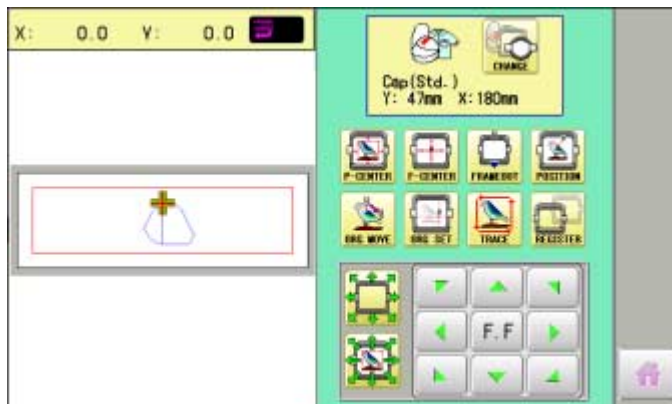 X: 0.0 Y: 0.0
CHANGE
Cap(Std.)
Y: 47mm X:180mm
P-CENTER P-CENTER FRAMEOUT POSITION
ORG MOVE ORG SET TRACE REGISTER
F.F